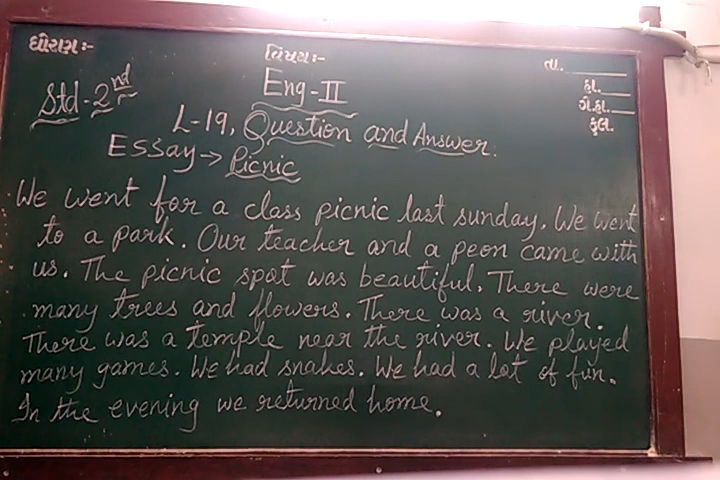 ધોરણ:-
વિષય:-
તા.
Std-2nd
Eng-II
હા.
ગે.હા.
કુલ.
L-19, Question and Answer.
Essay→ Picnic
We went for a class picnic last sunday. We went
to a park. Our teacher and a peon came with
us. The picnic spot was beautiful. There were
many trees and flowers. There was a river.
There was a temple near the river. We played
many games. We had snakes. We had a lot of fun.
In the evening we returned home.